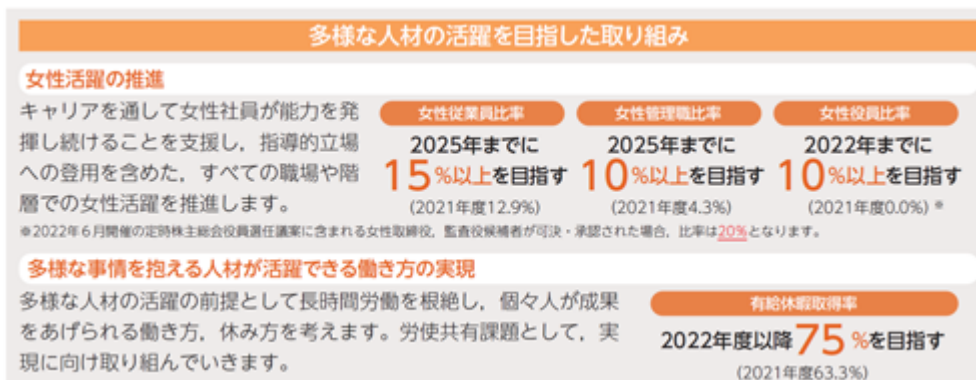 多様な人材の活躍を目指した取り組み
女性活躍の推進
キャリアを通して女性社員が能力を発
揮し続けることを支援し，指導的立場
への登用を含めた，すべての職場や階
層での女性活躍を推進します。
女性従業員比率
2025年までに
15%以上を目指す
(2021年度12.9%)
女性管理職比率
2025年までに
10%以上を目指す
(2021年度4.3%)
女性役員比率
2022年までに
10%以上を目指す
(2021年度0.0%)※
※2022年6月開催の定時株主総会役員選任議案に含まれる女性取締役，監査役候補者が可決・承認された場合，比率は20%となります。
多様な事情を抱える人材が活躍できる働き方の実現
多様な人材の活躍の前提として長時間労働を根絶し，個々人が成果
をあげられる働き方，休み方を考えます。労使共有課題として，実
現に向け取り組んでいきます。
有給休暇取得率
2022年度以降75%を目指す
(2021年度63.3%)